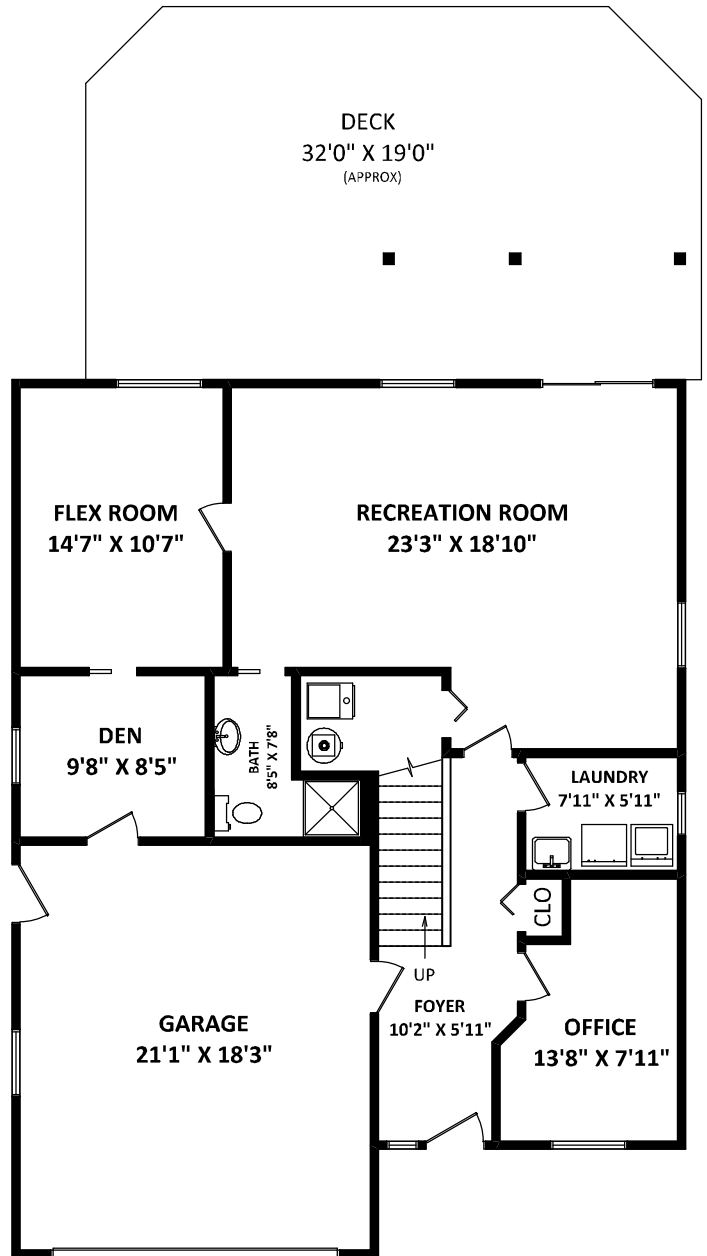 DECK
32'0" X 19'0"
(APPROX)
FLEX ROOM
14'7" X 10'7"
RECREATION ROOM
23'3" X 18'10"
DEN
9'8" X 8'5"
BATH
8'5" X 7'8"
LAUNDRY
7'11" X 5'11"
CLO
UP
FOYER
10'2" X 5'11"
GARAGE
21'1" X 18'3"
OFFICE
13'8" X 7'11"